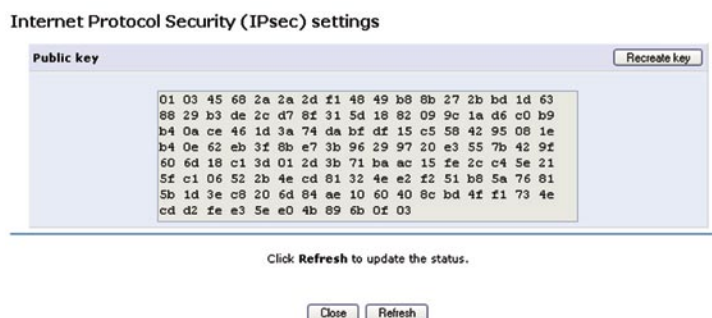 Internet Protocol Security (IPsec) settings
Public key
Recreate key
01 03 45 68 2a 2a 2d f1 48 49 b8 8b 27 2b bd 1d 63
88 29 b3 de 2c d7 8f 31 5d 18 82 09 9c 1a d6 c0 b9
b4 0a ce 46 1d 3a 74 da bf df 15 c5 58 42 95 08 1e
b4 0e 62 eb 3f 8b e7 3b 96 29 97 20 e3 55 7b 42 9f
60 6d 18 c1 3d 01 2d 3b 71 ba ac 15 fe 2c c4 5e 21
5f c1 06 52 2b 4e cd 81 32 4e e2 f2 51 b8 5a 76 81
5b 1d 3e c8 20 6d 84 ae 10 60 40 8c bd 4f f1 73 4e
cd d2 fe e3 5e e0 4b 89 6b 0f 03
Click Refresh to update the status.
Close Refresh